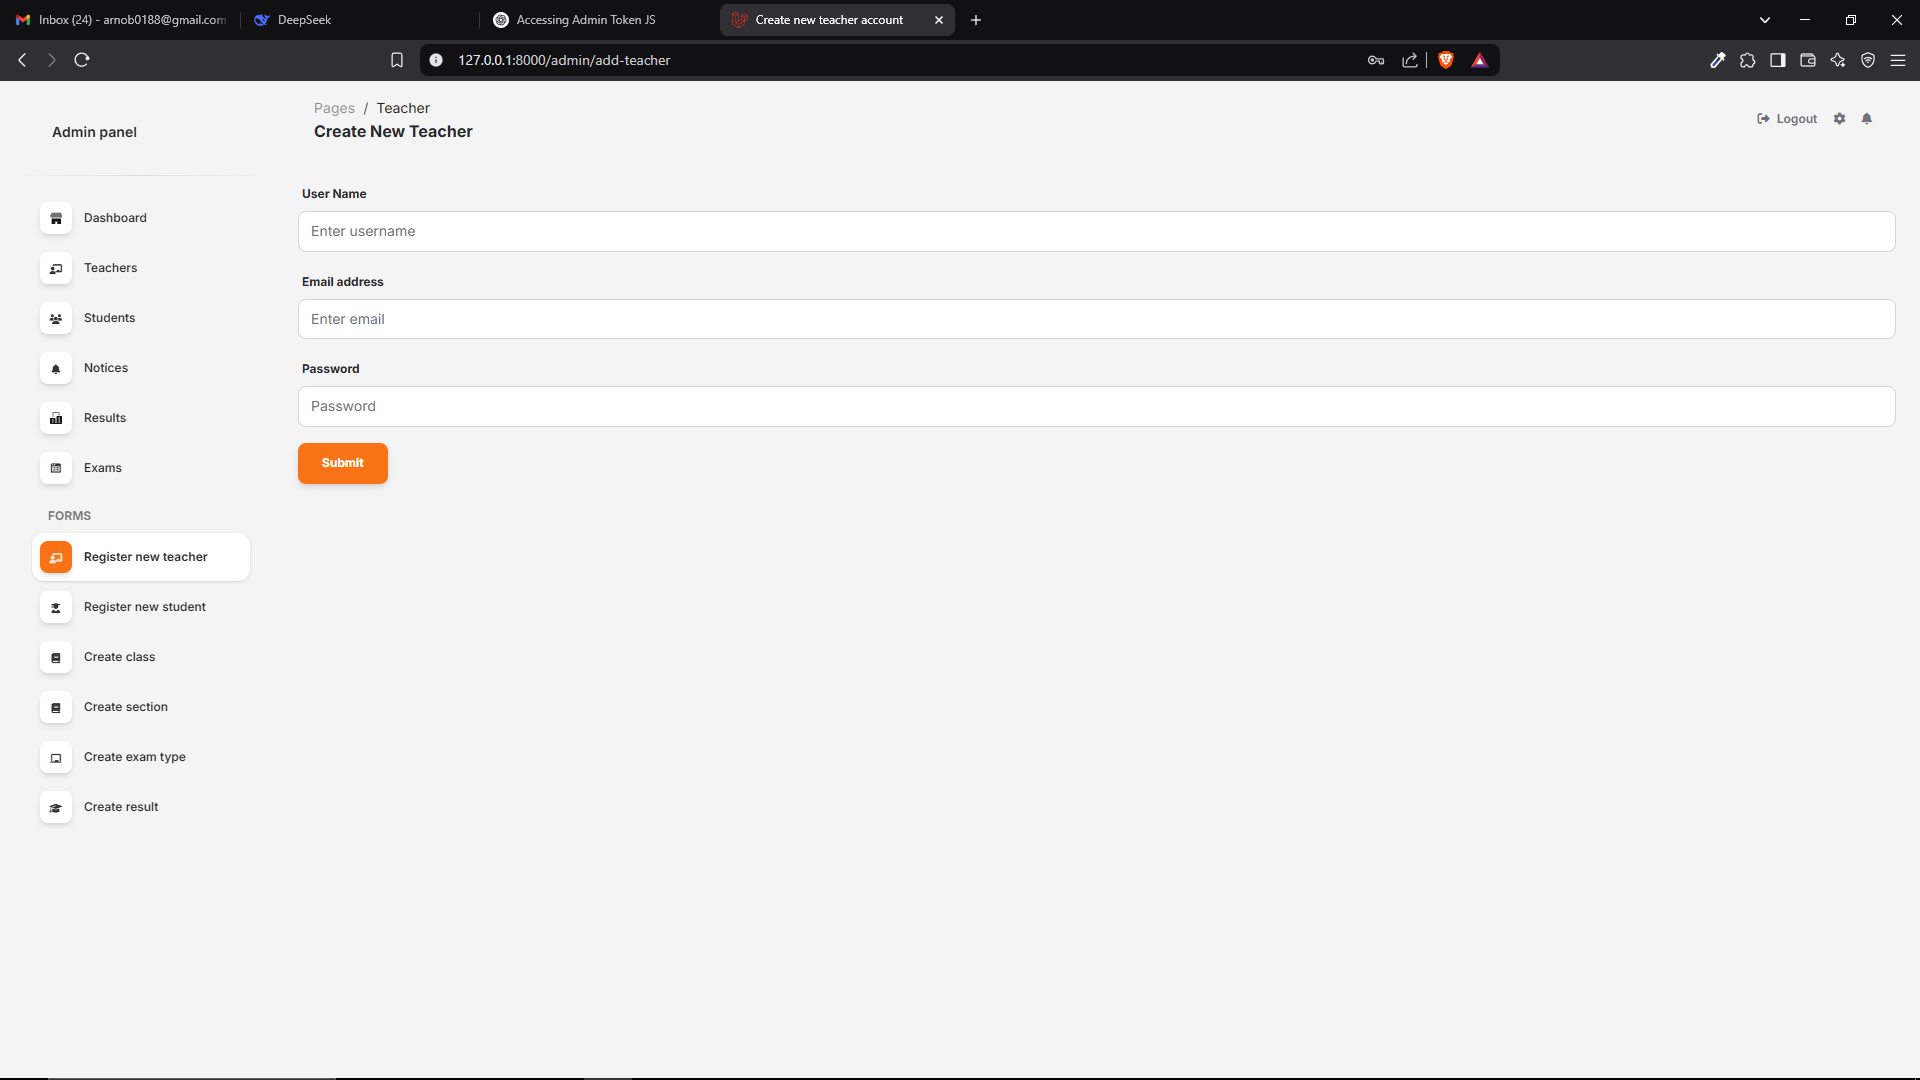 Inbox (24) - arnob0188@gmail.com
DeepSeek
Accessing Admin Token JS
Create new teacher account
127.0.0.1:8000/admin/add-teacher
Admin panel
Pages / Teacher
Create New Teacher
Logout
Dashboard
Teachers
Students
Notices
Results
Exams
FORMS
Register new teacher
Register new student
Create class
Create section
Create exam type
Create result
User Name
Enter username
Email address
Enter email
Password
Password
Submit